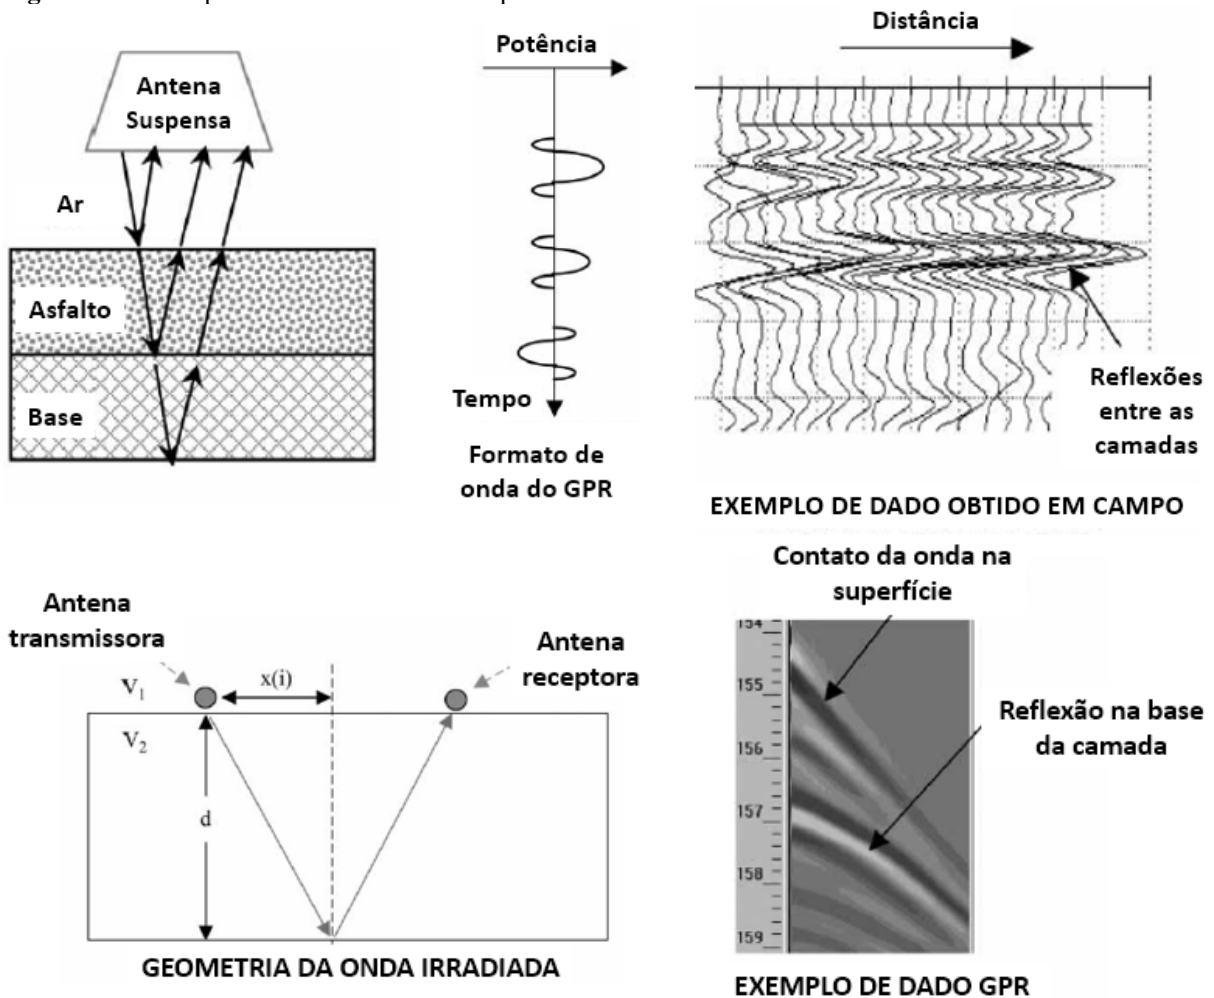 Antena
Suspensa
Ar
Asfalto
Base
Potência
Tempo
Formato de
onda do GPR
Distância
Reflexões
entre as
camadas
EXEMPLO DE DADO OBTIDO EM CAMPO
Antena
transmissora
Antena
receptora
x(i)
V1
V2
d
GEOMETRIA DA ONDA IRRADIADA
Contato da onda na
superfície
Reflexão na base
da camada
154
155
156
157
158
159
EXEMPLO DE DADO GPR